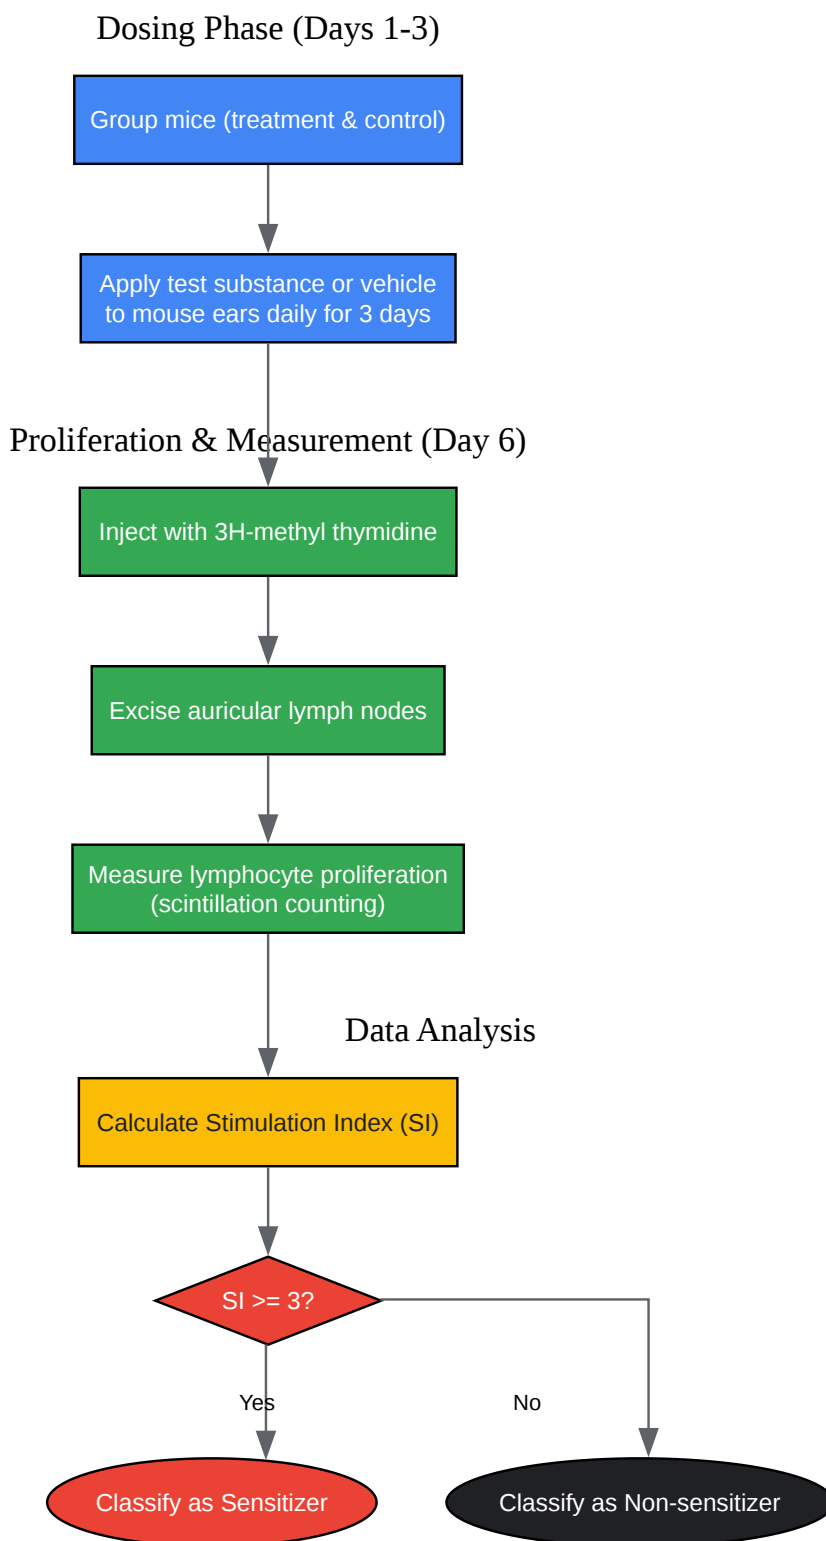 Dosing Phase (Days 1-3)
Group mice (treatment & control)
Apply test substance or vehicle
to mouse ears daily for 3 days
Proliferation & Measurement (Day 6)
Inject with 3H-methyl thymidine
Excise auricular lymph nodes
Measure lymphocyte proliferation
(scintillation counting)
Data Analysis
Calculate Stimulation Index (SI)
SI >= 3?
Yes
No
Classify as Sensitizer
Classify as Non-sensitizer